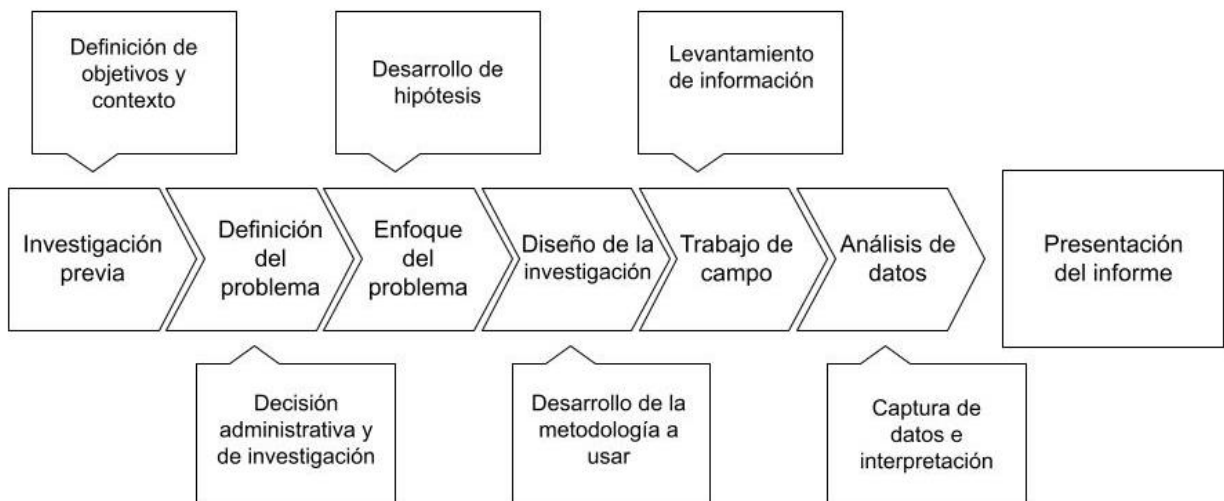 Definición de
objetivos y
contexto
Desarrollo de
hipótesis
Levantamiento
de información
Investigación
previa
Definición
del
problema
Enfoque
del
problema
Diseño de la
investigación
Trabajo de
campo
Análisis de
datos
Presentación
del informe
Decisión
administrativa y
de investigación
Desarrollo de la
metodología a
usar
Captura de
datos e
interpretación